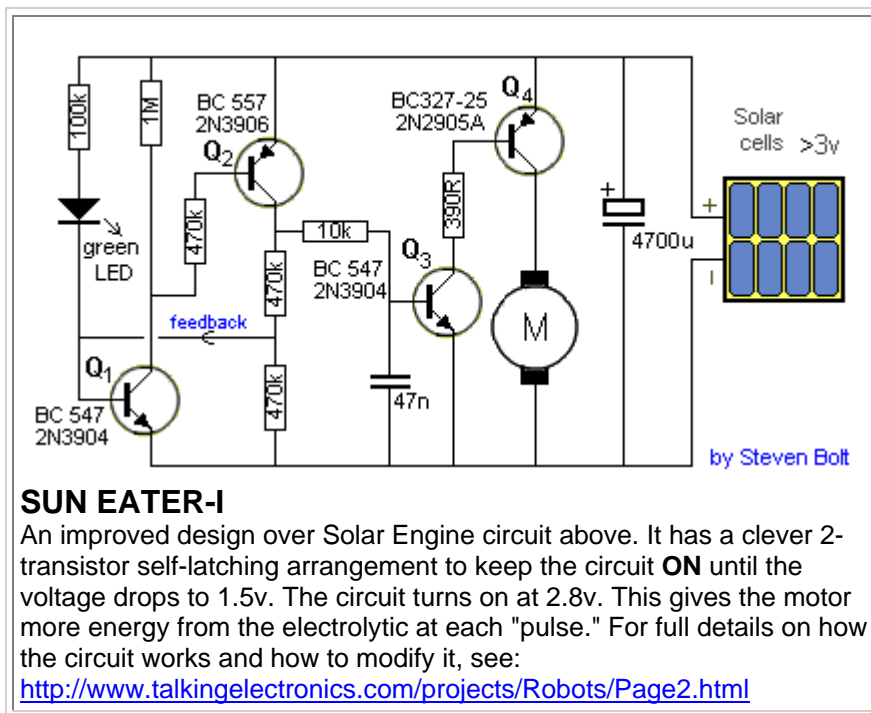 100k
1M
BC 557
2N3906
Q2
BC327-25
2N2905A
Q4
Solar
cells >3v
+
+
390R
470k
10k
4700u
green
LED
BC 547
2N3904
Q3
470k
feedback
M
Q1
470k
47n
BC 547
2N3904
by Steven Bolt
SUN EATER-I
An improved design over Solar Engine circuit above. It has a clever 2-
transistor self-latching arrangement to keep the circuit ON until the
voltage drops to 1.5v. The circuit turns on at 2.8v. This gives the motor
more energy from the electrolytic at each "pulse." For full details on how
the circuit works and how to modify it, see:
http://www.talkingelectronics.com/projects/Robots/Page2.html